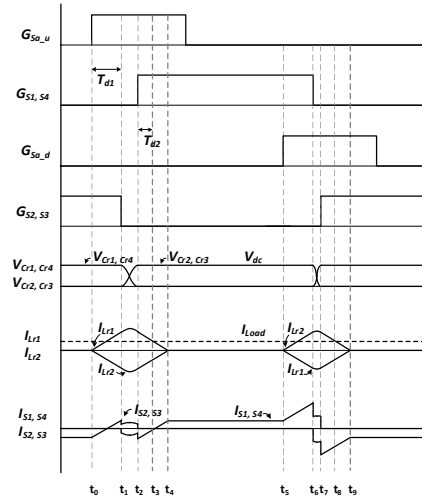 G_Sa_u
T_d1
G_S1, S4
T_d2
G_Sa_d
G_S2, S3
V_Cr1, Cr4 V_Cr2, Cr3 V_dc
V_Cr1, Cr4
V_Cr2, Cr3
I_Lr1 I_Load I_Lr2
I_Lr1
I_Lr2
I_Lr2 I_Lr1
I_S2, S3 I_S1, S4
I_S1, S4
I_S2, S3
t_0 t_1 t_2 t_3 t_4 t_5 t_6 t_7 t_8 t_9